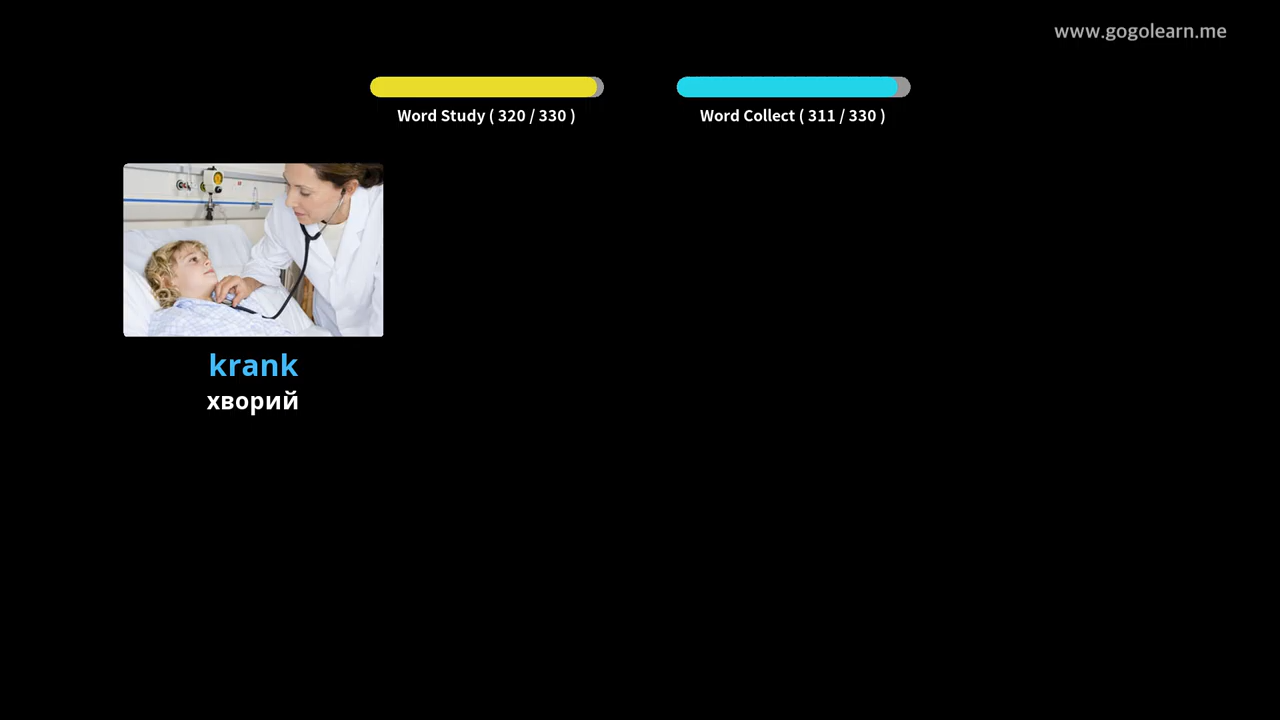 www.gogolearn.me
Word Study ( 320 / 330 )
Word Collect ( 311 / 330 )
krank
хворий